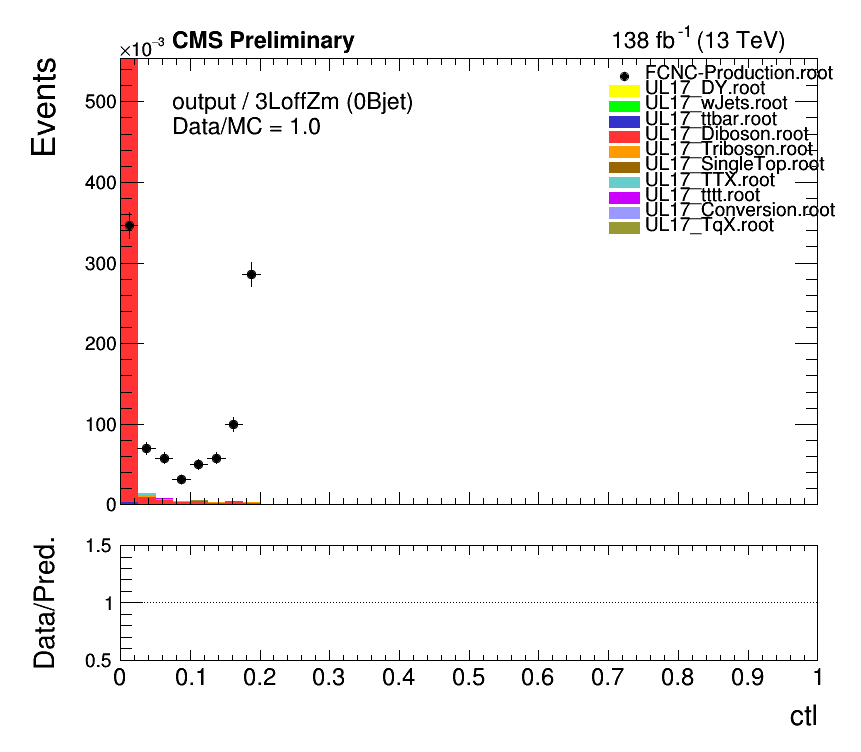 ×10⁻³ CMS Preliminary 138 fb⁻¹ (13 TeV)
Events
500
400
300
200
100
0
output / 3LoffZm (0Bjet)
Data/MC = 1.0
FCNC-Production.root
UL17_DY.root
UL17_wJets.root
UL17_ttbar.root
UL17_Diboson.root
UL17_Triboson.root
UL17_SingleTop.root
UL17_TTX.root
UL17_tttt.root
UL17_Conversion.root
UL17_TqX.root
Data/Pred.
1.5
1
0.5
0 0.1 0.2 0.3 0.4 0.5 0.6 0.7 0.8 0.9 1
ctl